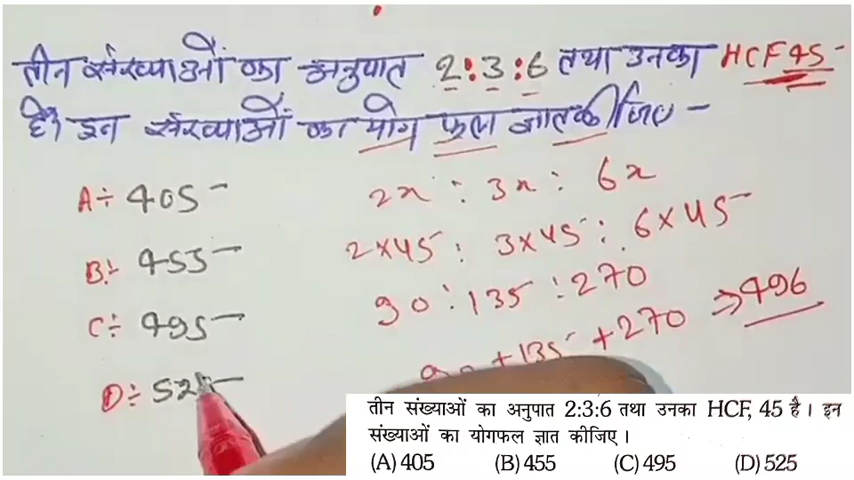 तीन संख्याओं का अनुपात 2:3:6 तथा उनका HCF 45
है। इन संख्याओं का योग फल ज्ञात कीजिए -
A÷ 405
B÷ 455
C÷ 495
D÷ 525
2x : 3x : 6x
2×45 : 3×45 : 6×45
90 : 135 : 270
90 + 135 + 270 ⇒ 496
तीन संख्याओं का अनुपात 2:3:6 तथा उनका HCF, 45 है। इन
संख्याओं का योगफल ज्ञात कीजिए।
(A) 405 (B) 455 (C) 495 (D) 525